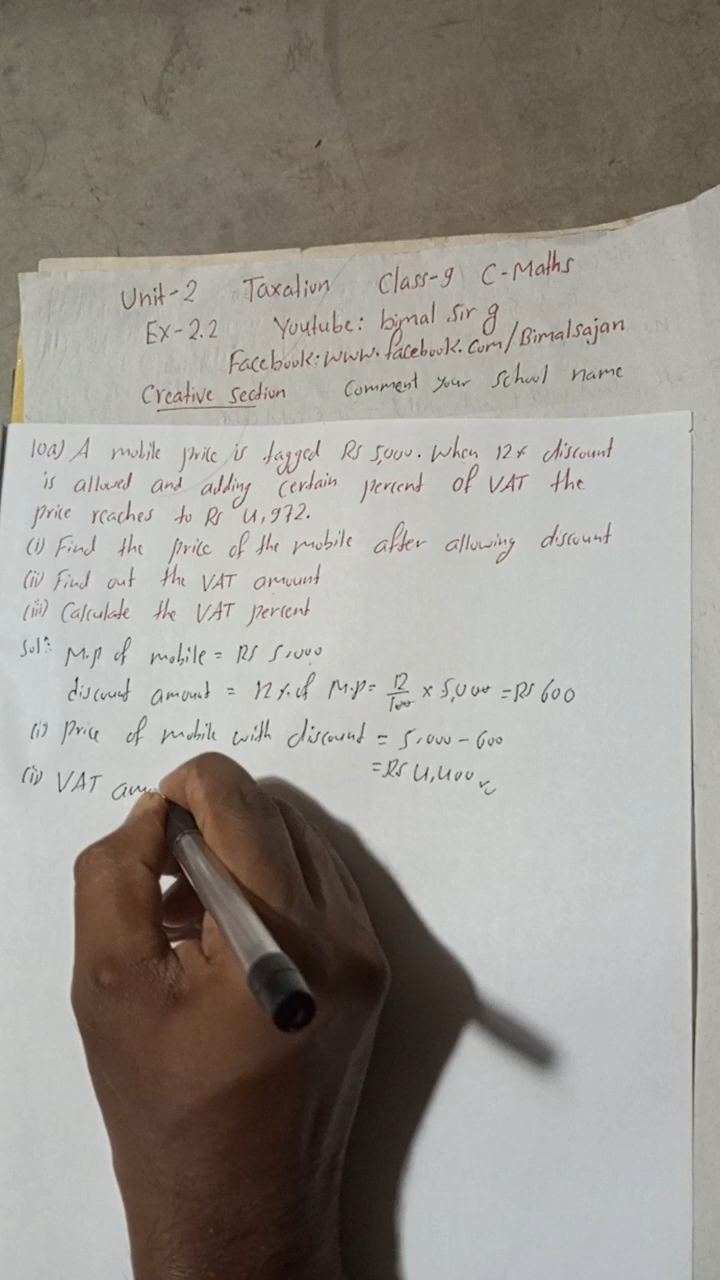 Unit-2 Taxation Class-9 C-Maths
Ex-2.2 Youtube: bimal sir g
Facebook: www.facebook.com/Bimalsajan
Creative section Comment your school name
10a) A mobile price is tagged Rs 5,000. When 12% discount
is allowed and adding certain percent of VAT the
price reaches to Rs 4,972.
(i) Find the price of the mobile after allowing discount
(ii) Find out the VAT amount
(iii) Calculate the VAT percent
Solⁿ: M.p of mobile = Rs 5,000
discount amount = 12% of M.p = 12/100 × 5,000 = Rs 600
(i) Price of mobile with discount = 5,000 - 600
= Rs 4,400
(ii) VAT am